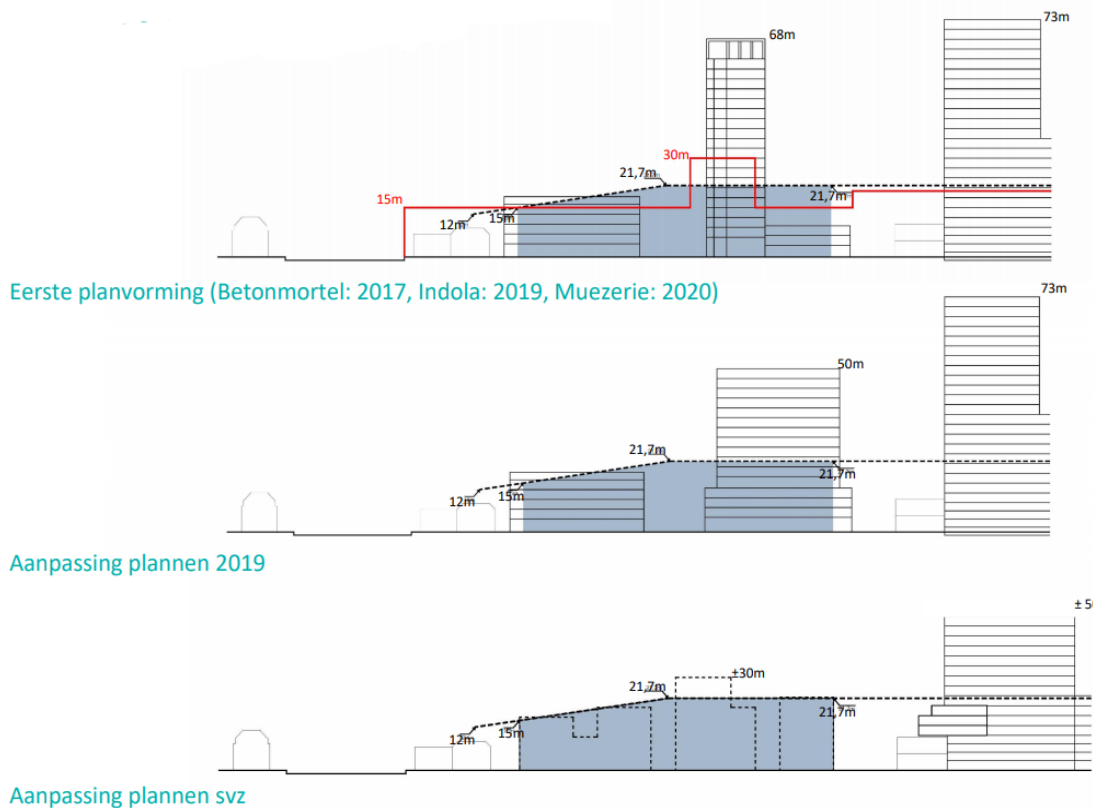 73m
68m
30m
21,7m
15m
21,7m
15m
12m
Eerste planvorming (Betonmortel: 2017, Indola: 2019, Muezerie: 2020)
73m
50m
21,7m
21,7m
15m
12m
Aanpassing plannen 2019
± 50
±30m
21,7m
21,7m
15m
12m
Aanpassing plannen svz